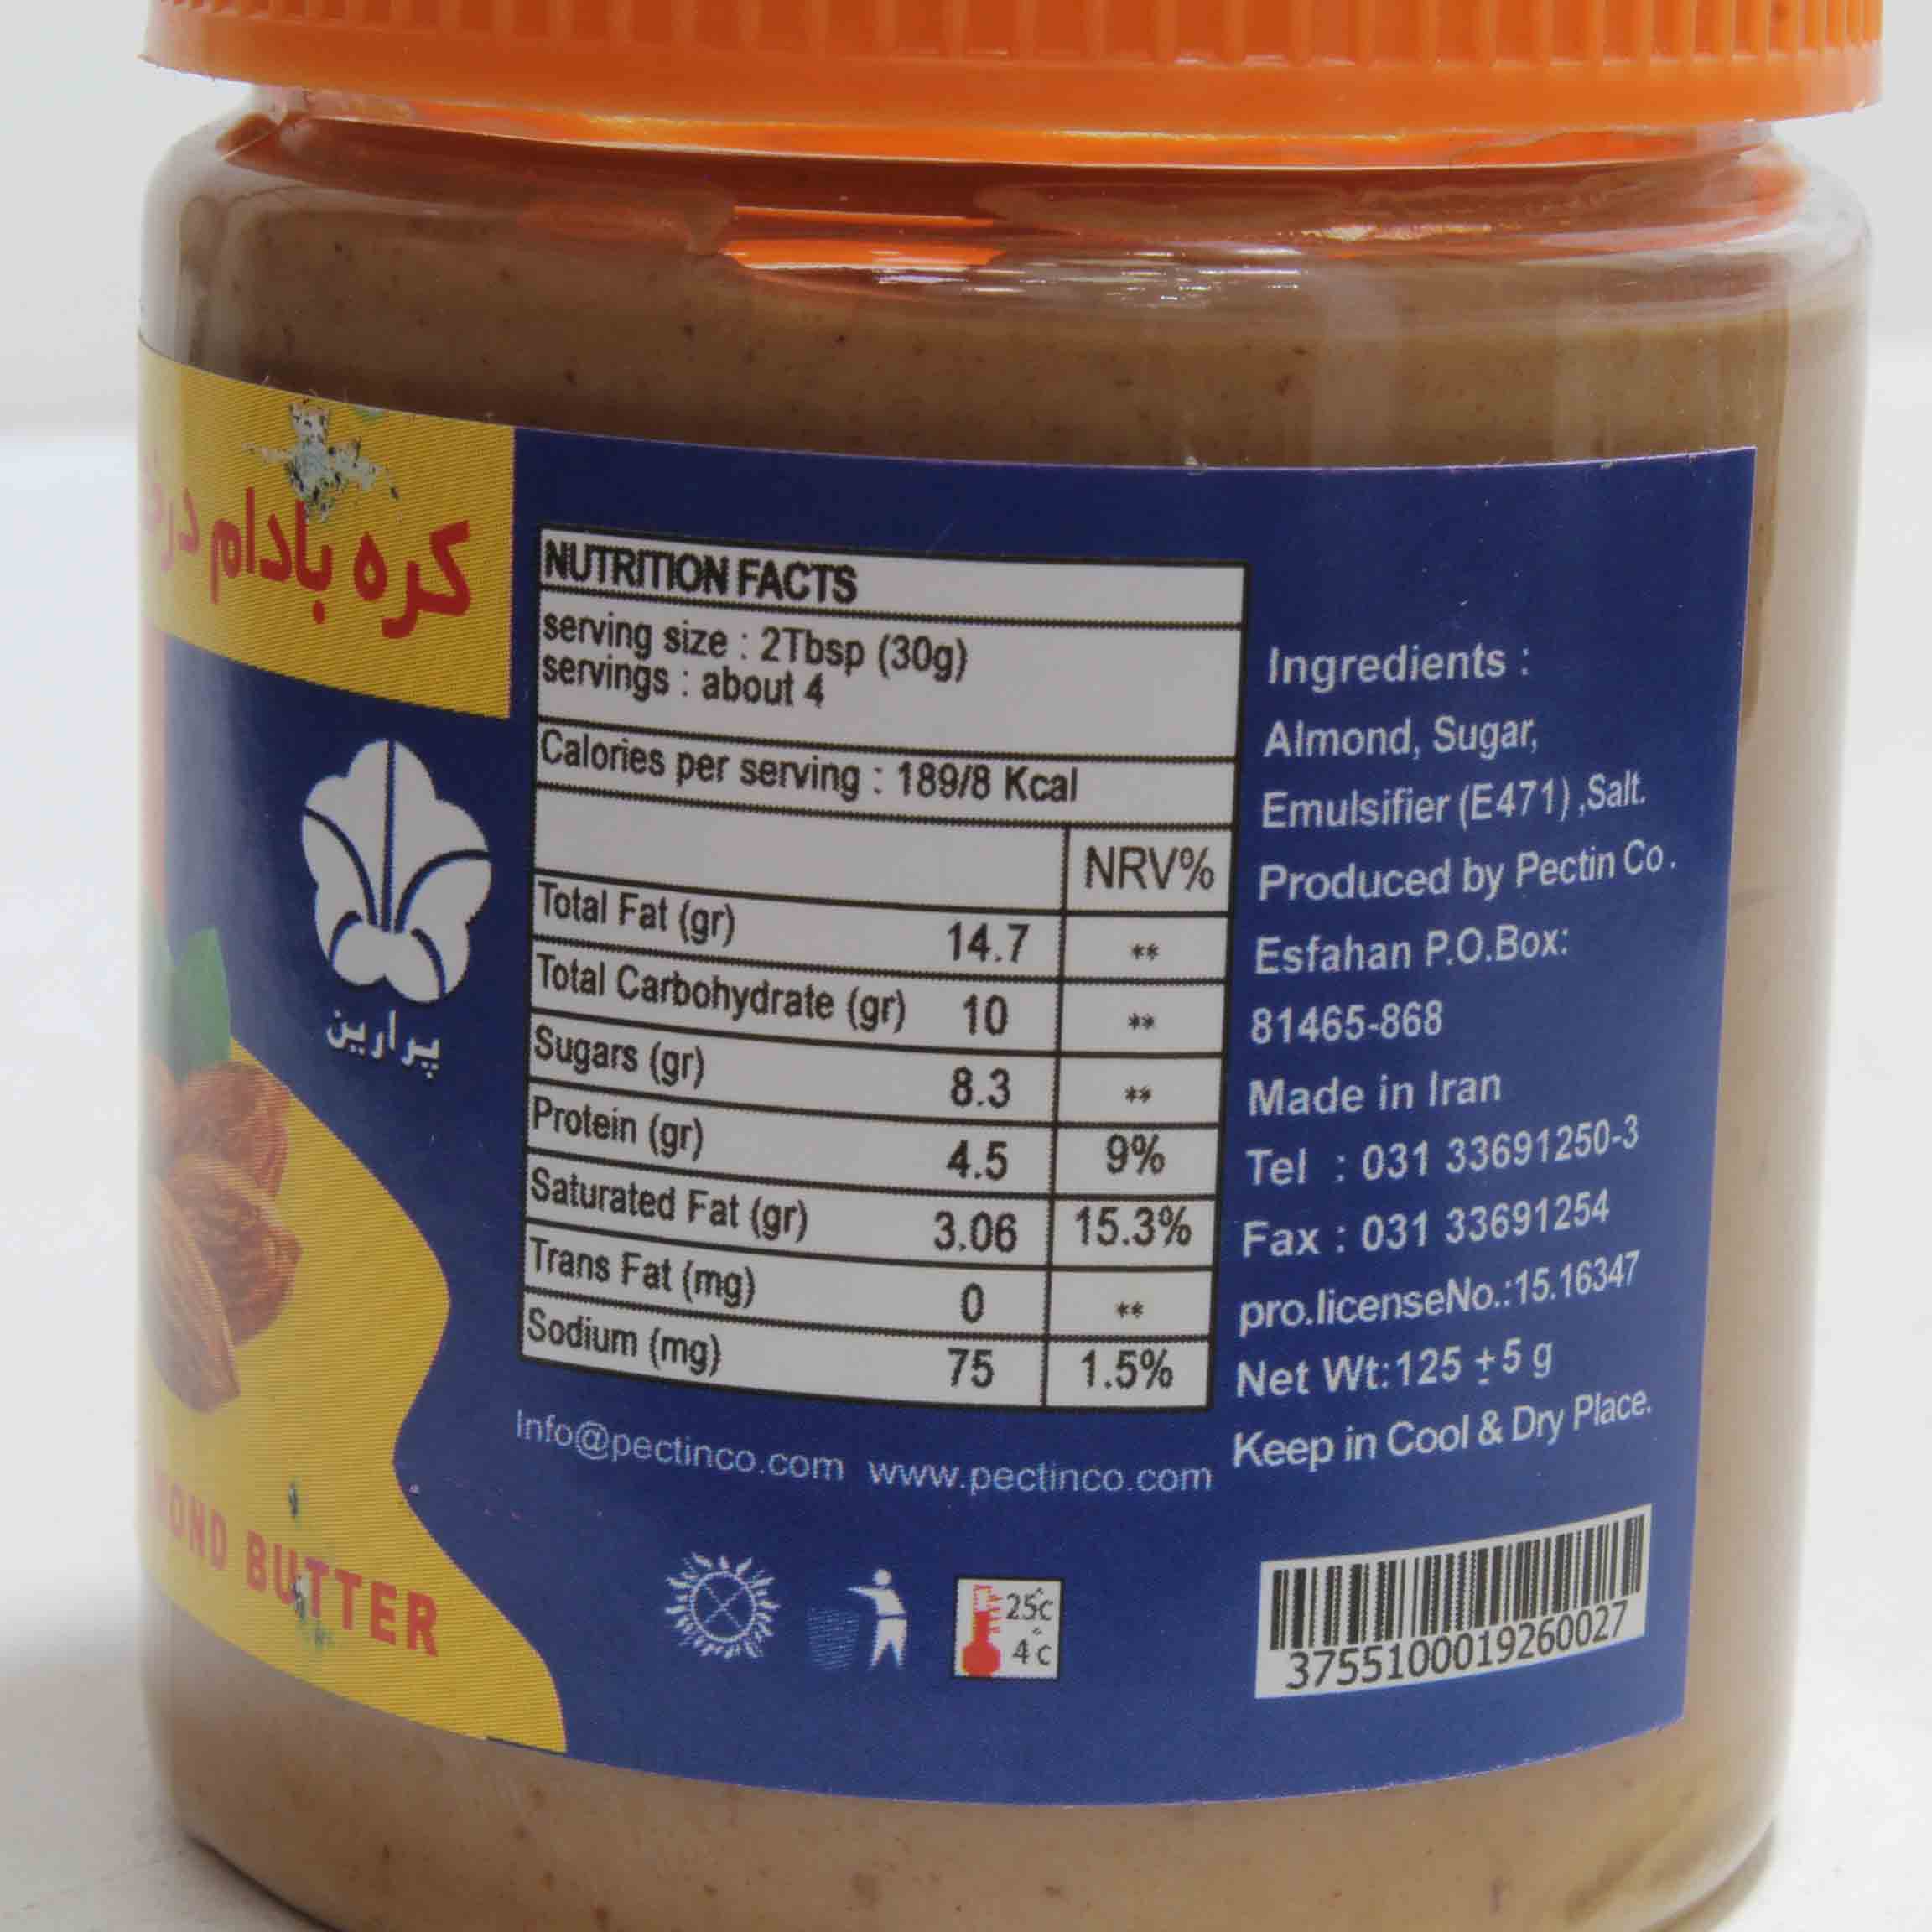 کره بادام
پرارین
BUTTER
NUTRITION FACTS
serving size : 2Tbsp (30g)
servings : about 4
Calories per serving : 189/8 Kcal
NRV%
Total Fat (gr) 14.7 **
Total Carbohydrate (gr) 10 **
Sugars (gr) 8.3 **
Protein (gr) 4.5 9%
Saturated Fat (gr) 3.06 15.3%
Trans Fat (mg) 0 **
Sodium (mg) 75 1.5%
Info@pectinco.com www.pectinco.com
25c
4c
Ingredients :
Almond, Sugar,
Emulsifier (E471) ,Salt.
Produced by Pectin Co.
Esfahan P.O.Box:
81465-868
Made in Iran
Tel : 031 33691250-3
Fax : 031 33691254
pro.licenseNo.:15.16347
Net Wt:125 ±5 g
Keep in Cool & Dry Place.
3755100019260027